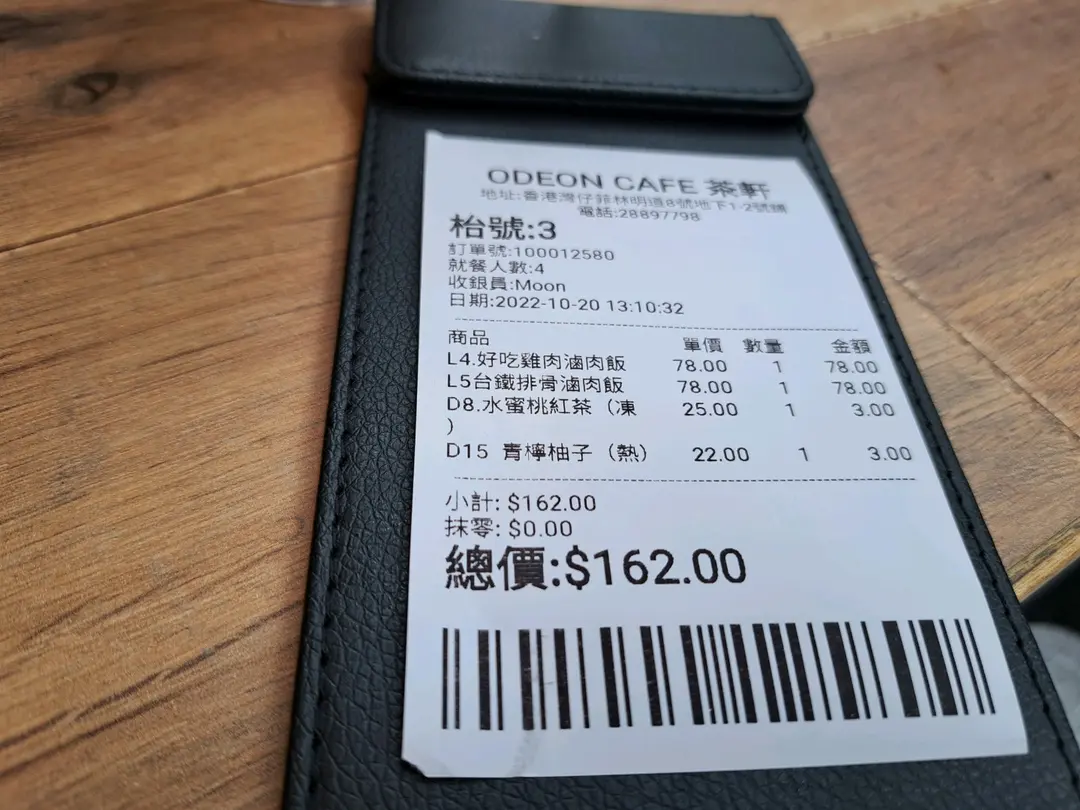 ODEON CAFE 茶軒
地址:香港灣仔菲林明道8號地下1-2號舖
電話:28897798
枱號:3
訂單號:100012580
就餐人數:4
收銀員:Moon
日期:2022-10-20 13:10:32
商品 單價 數量 金額
L4.好吃雞肉滷肉飯 78.00 1 78.00
L5台鐵排骨滷肉飯 78.00 1 78.00
D8.水蜜桃紅茶（凍 25.00 1 3.00
）
D15 青檸柚子（熱） 22.00 1 3.00
小計: $162.00
抹零: $0.00
總價:$162.00